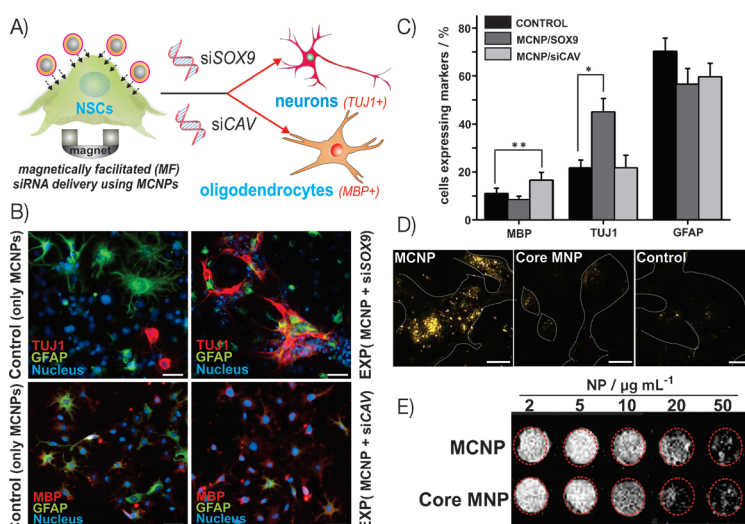 A)
NSCs
magnet
magnetically facilitated (MF)
siRNA delivery using MCNPs
siSOX9
siCAV
neurons (TUJ1+)
oligodendrocytes (MBP+)
B)
Control (only MCNPs)
TUJ1
GFAP
Nucleus
EXP( MCNP + siSOX9)
TUJ1
GFAP
Nucleus
Control (only MCNPs)
MBP
GFAP
Nucleus
EXP( MCNP + siCAV)
MBP
GFAP
Nucleus
C)
CONTROL
MCNP/SOX9
MCNP/siCAV
cells expressing markers / %
80
60
40
20
0
**
*
MBP
TUJ1
GFAP
D)
MCNP
Core MNP
Control
E)
NP / µg mL⁻¹
2 5 10 20 50
MCNP
Core MNP